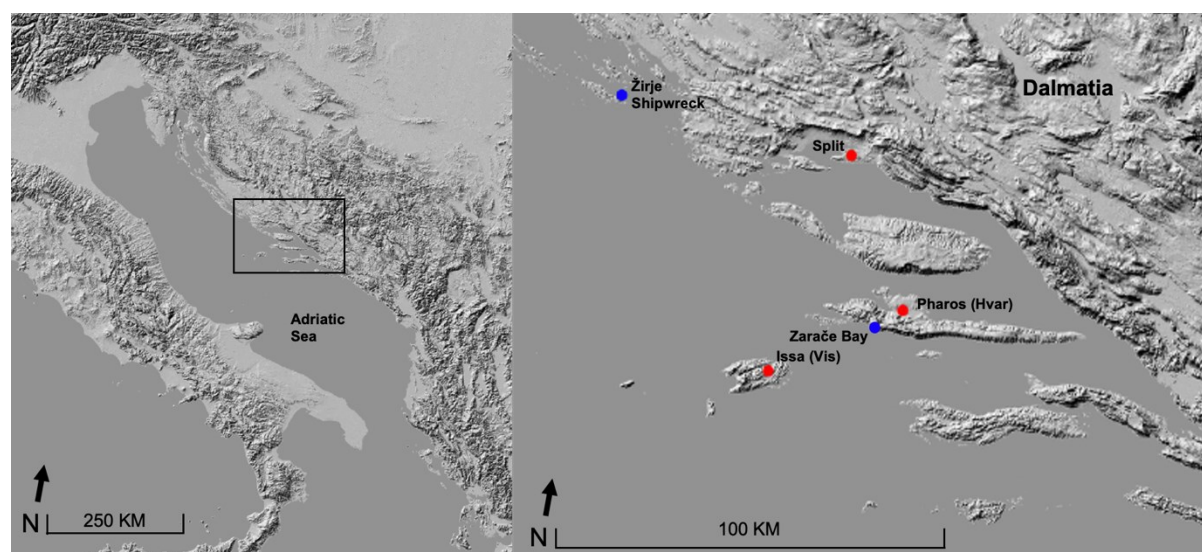 Adriatic
Sea
N
250 KM
Žirje
Shipwreck
Dalmatia
Split
Pharos (Hvar)
Zarače Bay
Issa (Vis)
N
100 KM